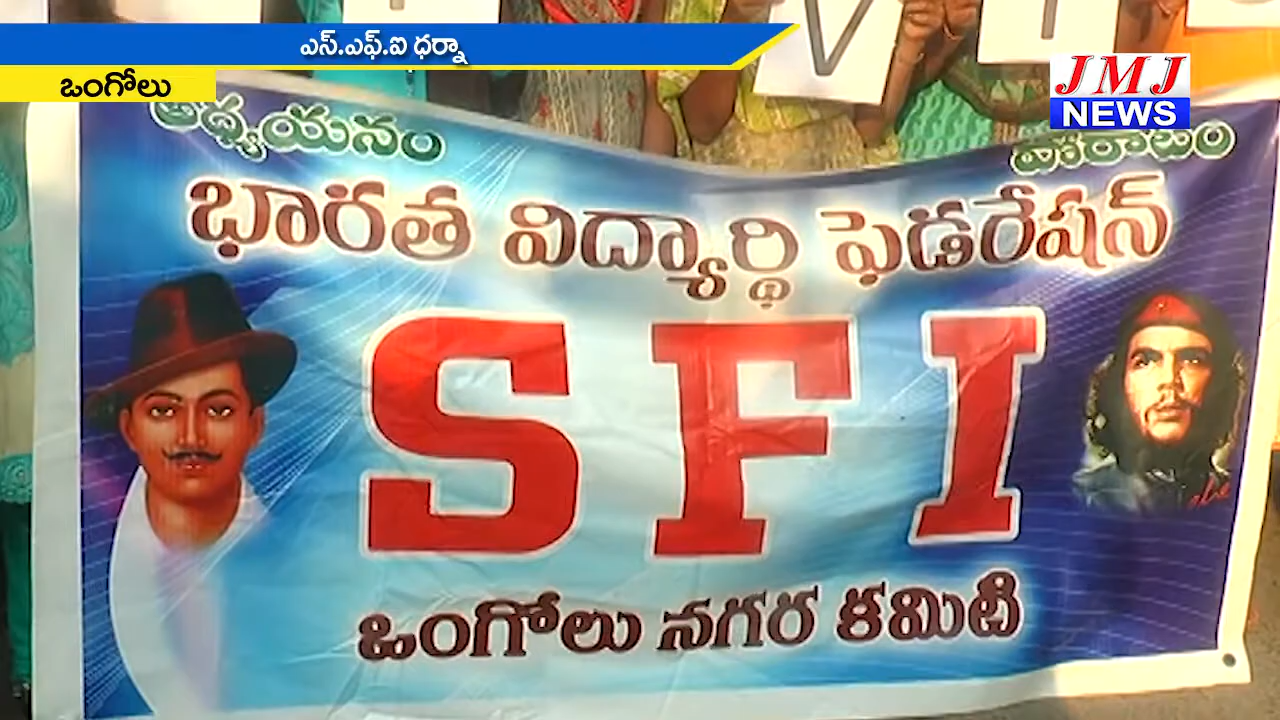 ఎస్.ఎఫ్.ఐ ధర్నా
ఒంగోలు
JMJ
NEWS
అధ్యయనం పోరాటం
భారత విద్యార్థి ఫెడరేషన్
SFI
ఒంగోలు నగర కమిటి